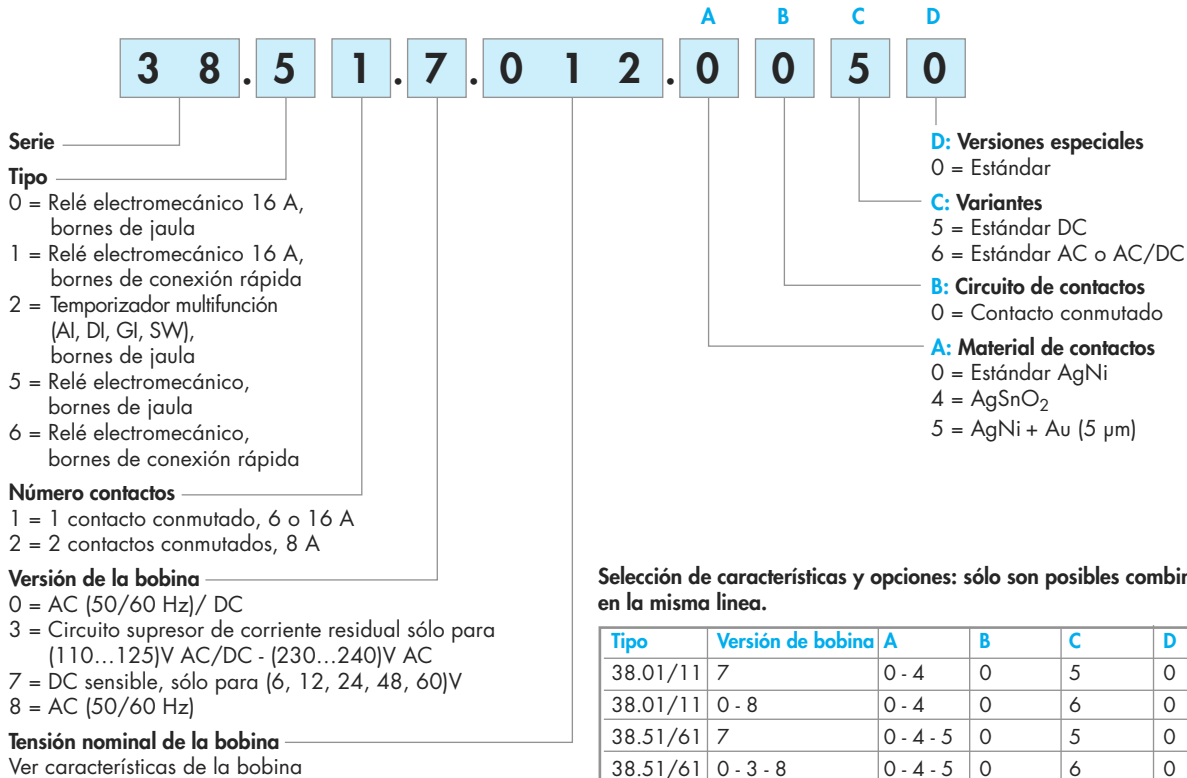 A B C D
3 8 . 5 1 . 7 . 0 1 2 . 0 0 5 0
Serie
Tipo
0 = Relé electromecánico 16 A,
bornes de jaula
1 = Relé electromecánico 16 A,
bornes de conexión rápida
2 = Temporizador multifunción
(AI, DI, GI, SW),
bornes de jaula
5 = Relé electromecánico,
bornes de jaula
6 = Relé electromecánico,
bornes de conexión rápida
Número contactos
1 = 1 contacto conmutado, 6 o 16 A
2 = 2 contactos conmutados, 8 A
Versión de la bobina
0 = AC (50/60 Hz)/ DC
3 = Circuito supresor de corriente residual sólo para
(110…125)V AC/DC - (230…240)V AC
7 = DC sensible, sólo para (6, 12, 24, 48, 60)V
8 = AC (50/60 Hz)
Tensión nominal de la bobina
Ver características de la bobina
D: Versiones especiales
0 = Estándar
C: Variantes
5 = Estándar DC
6 = Estándar AC o AC/DC
B: Circuito de contactos
0 = Contacto conmutado
A: Material de contactos
0 = Estándar AgNi
4 = AgSnO2
5 = AgNi + Au (5 µm)
Selección de características y opciones: sólo son posibles combin
en la misma linea.
Tipo Versión de bobina A B C D
38.01/11 7 0 - 4 0 5 0
38.01/11 0 - 8 0 - 4 0 6 0
38.51/61 7 0 - 4 - 5 0 5 0
38.51/61 0 - 3 - 8 0 - 4 - 5 0 6 0